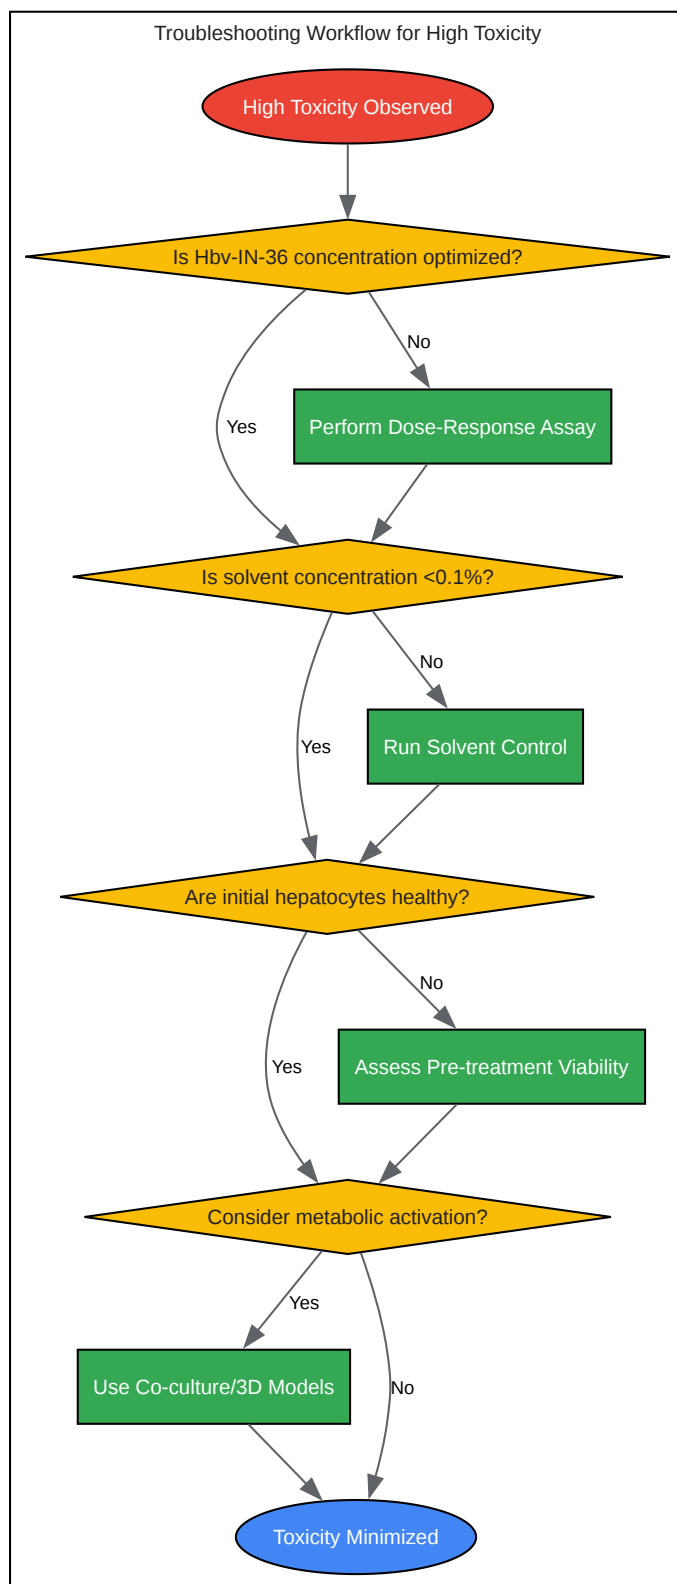 Troubleshooting Workflow for High Toxicity
High Toxicity Observed
Is Hbv-IN-36 concentration optimized?
No
Yes
Perform Dose-Response Assay
Is solvent concentration <0.1%?
No
Yes
Run Solvent Control
Are initial hepatocytes healthy?
No
Yes
Assess Pre-treatment Viability
Consider metabolic activation?
Yes
No
Use Co-culture/3D Models
Toxicity Minimized